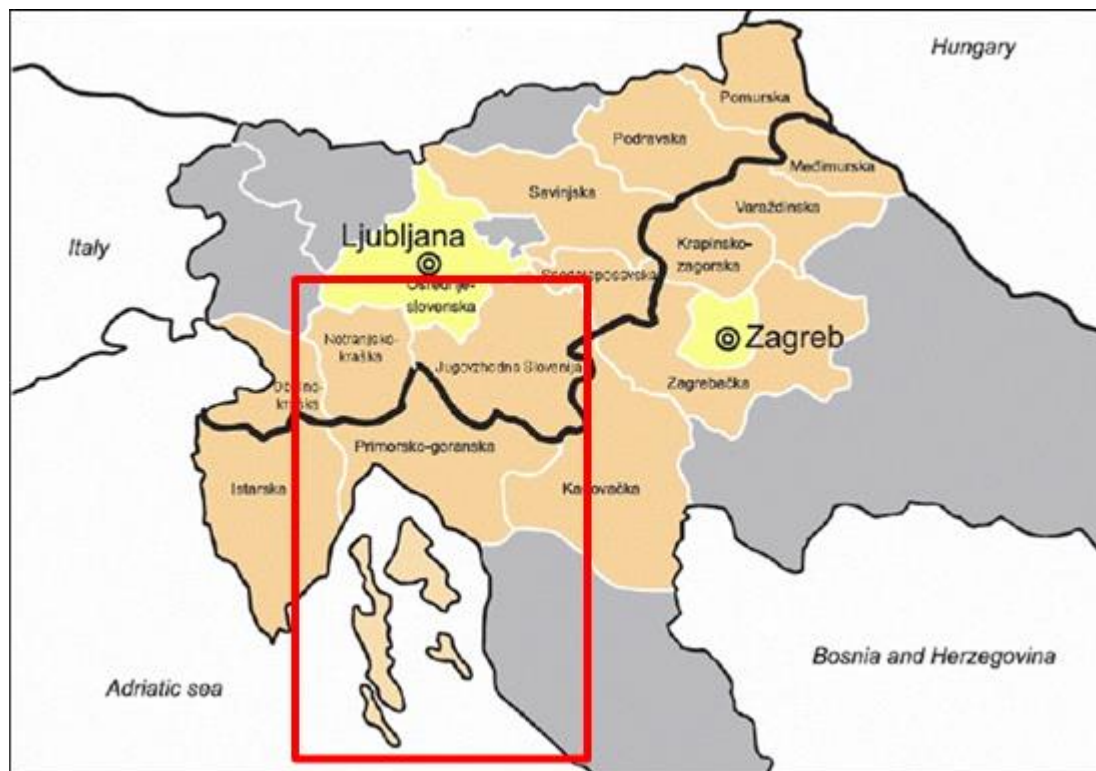 Hungary
Pomurska
Podravska
Međimurska
Savinjska
Varaždinska
Ljubljana
Krapinsko-
zagorska
Italy
slovenska
Zagreb
Notranjsko-
kraška
Jugovzhodna Slovenija
Zagrebačka
Primorsko-goranska
Istarska
Karlovačka
Bosnia and Herzegovina
Adriatic sea